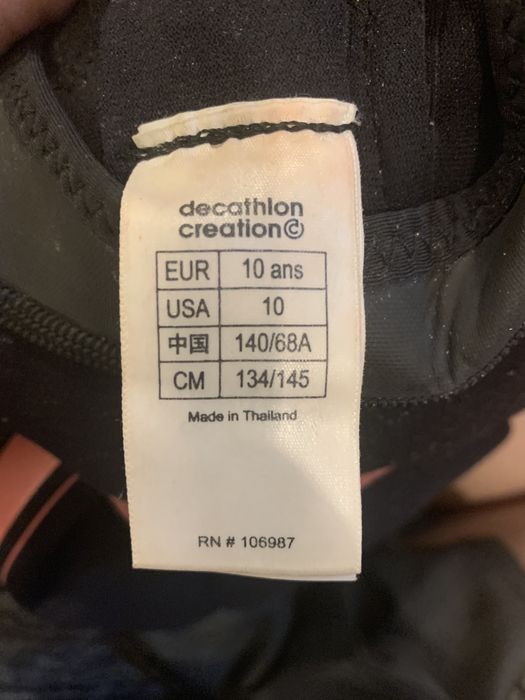 decathlon
creation©
EUR 10 ans
USA 10
中国 140/68A
CM 134/145
Made in Thailand
RN # 106987